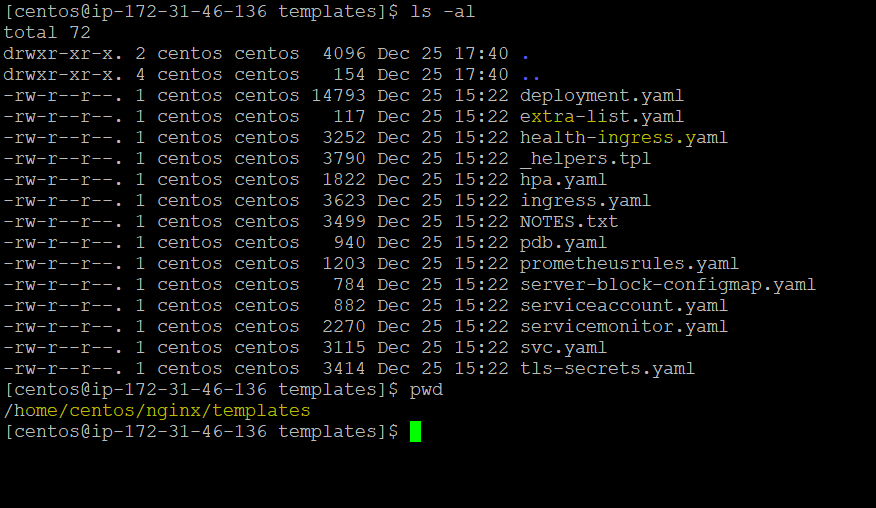 [centos@ip-172-31-46-136 templates]$ ls -al
total 72
drwxr-xr-x. 2 centos centos  4096 Dec 25 17:40 .
drwxr-xr-x. 4 centos centos   154 Dec 25 17:40 ..
-rw-r--r--. 1 centos centos 14793 Dec 25 15:22 deployment.yaml
-rw-r--r--. 1 centos centos   117 Dec 25 15:22 extra-list.yaml
-rw-r--r--. 1 centos centos  3252 Dec 25 15:22 health-ingress.yaml
-rw-r--r--. 1 centos centos  3790 Dec 25 15:22 _helpers.tpl
-rw-r--r--. 1 centos centos  1822 Dec 25 15:22 hpa.yaml
-rw-r--r--. 1 centos centos  3623 Dec 25 15:22 ingress.yaml
-rw-r--r--. 1 centos centos  3499 Dec 25 15:22 NOTES.txt
-rw-r--r--. 1 centos centos   940 Dec 25 15:22 pdb.yaml
-rw-r--r--. 1 centos centos  1203 Dec 25 15:22 prometheusrules.yaml
-rw-r--r--. 1 centos centos   784 Dec 25 15:22 server-block-configmap.yaml
-rw-r--r--. 1 centos centos   882 Dec 25 15:22 serviceaccount.yaml
-rw-r--r--. 1 centos centos  2270 Dec 25 15:22 servicemonitor.yaml
-rw-r--r--. 1 centos centos  3115 Dec 25 15:22 svc.yaml
-rw-r--r--. 1 centos centos  3414 Dec 25 15:22 tls-secrets.yaml
[centos@ip-172-31-46-136 templates]$ pwd
/home/centos/nginx/templates
[centos@ip-172-31-46-136 templates]$